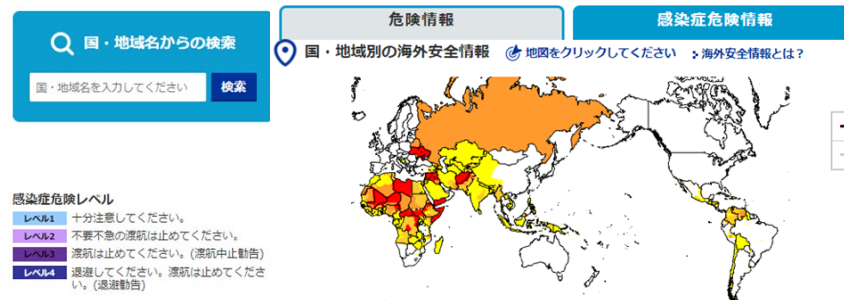 国・地域名からの検索
国・地域名を入力してください
検索
感染症危険レベル
レベル1 十分注意してください。
レベル2 不要不急の渡航は止めてください。
レベル3 渡航は止めてください。(渡航中止勧告)
レベル4 退避してください。渡航は止めてくださ
い。(退避勧告)
危険情報
感染症危険情報
国・地域別の海外安全情報 地図をクリックしてください 海外安全情報とは？